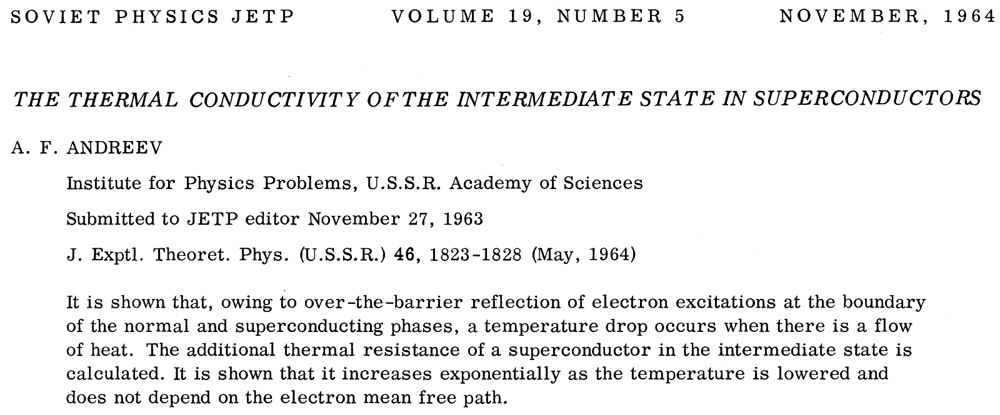 SOVIET PHYSICS JETP VOLUME 19, NUMBER 5 NOVEMBER, 1964
THE THERMAL CONDUCTIVITY OF THE INTERMEDIATE STATE IN SUPERCONDUCTORS
A. F. ANDREEV
Institute for Physics Problems, U.S.S.R. Academy of Sciences
Submitted to JETP editor November 27, 1963
J. Exptl. Theoret. Phys. (U.S.S.R.) 46, 1823-1828 (May, 1964)
It is shown that, owing to over-the-barrier reflection of electron excitations at the boundary
of the normal and superconducting phases, a temperature drop occurs when there is a flow
of heat. The additional thermal resistance of a superconductor in the intermediate state is
calculated. It is shown that it increases exponentially as the temperature is lowered and
does not depend on the electron mean free path.